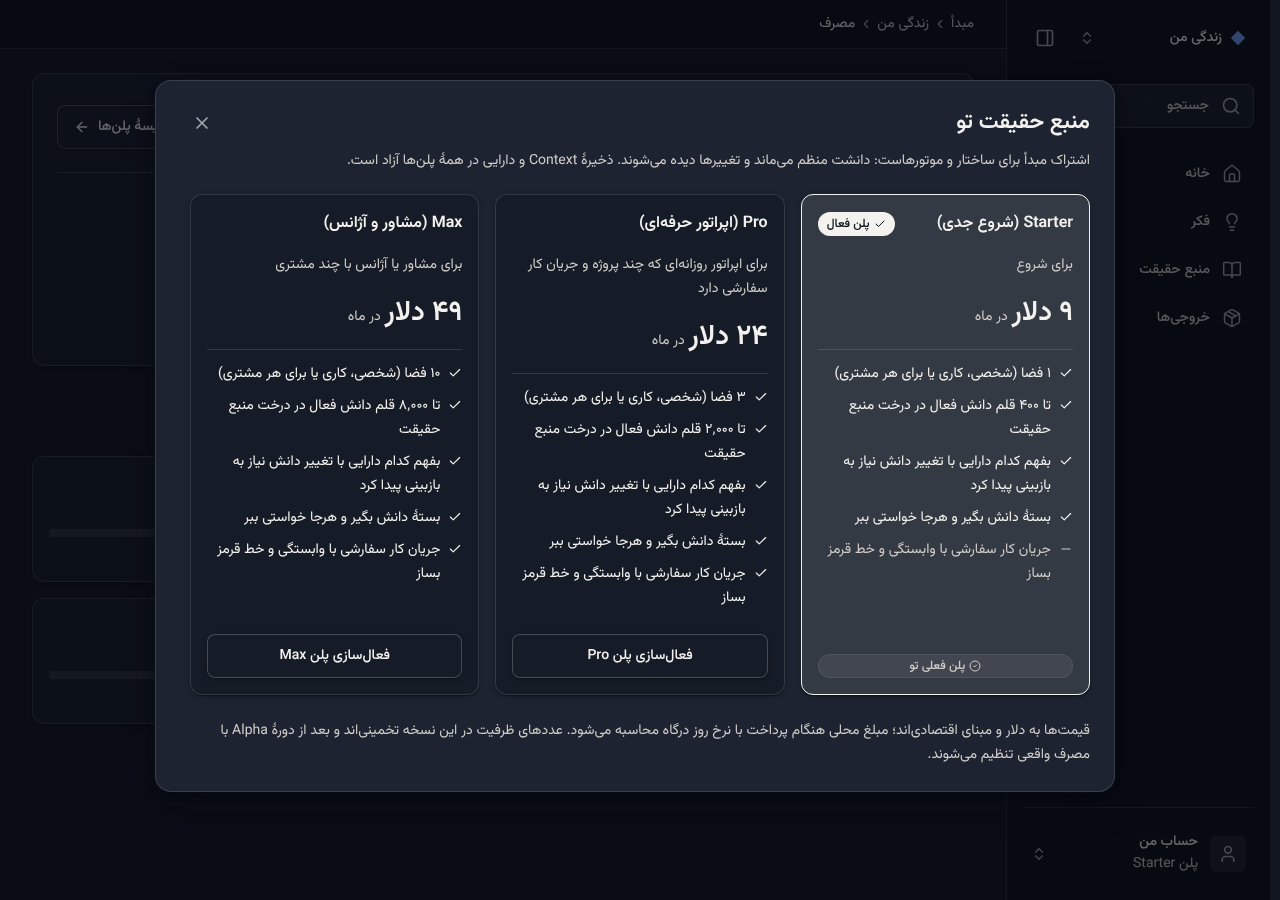 مبدأ › زندگی من › مصرف
زندگی من
جستجو
خانه
فکر
منبع حقیقت
خروجی‌ها
حساب من
پلن Starter
منبع حقیقت تو
اشتراک مبدأ برای ساختار و موتورهاست: دانشت منظم می‌ماند و تغییرها دیده می‌شوند. ذخیرهٔ Context و دارایی در همهٔ پلن‌ها آزاد است.
Starter (شروع جدی)
پلن فعال
برای شروع
۹ دلار در ماه
۱ فضا (شخصی، کاری یا برای هر مشتری)
تا ۴۰۰ قلم دانش فعال در درخت منبع
حقیقت
بفهم کدام دارایی با تغییر دانش نیاز به
بازبینی پیدا کرد
بستهٔ دانش بگیر و هرجا خواستی ببر
جریان کار سفارشی با وابستگی و خط قرمز
بساز
پلن فعلی تو
Pro (اپراتور حرفه‌ای)
برای اپراتور روزانه‌ای که چند پروژه و جریان کار
سفارشی دارد
۲۴ دلار در ماه
۳ فضا (شخصی، کاری یا برای هر مشتری)
تا ۲,۰۰۰ قلم دانش فعال در درخت منبع
حقیقت
بفهم کدام دارایی با تغییر دانش نیاز به
بازبینی پیدا کرد
بستهٔ دانش بگیر و هرجا خواستی ببر
جریان کار سفارشی با وابستگی و خط قرمز
بساز
فعال‌سازی پلن Pro
Max (مشاور و آژانس)
برای مشاور یا آژانس با چند مشتری
۴۹ دلار در ماه
۱۰ فضا (شخصی، کاری یا برای هر مشتری)
تا ۸,۰۰۰ قلم دانش فعال در درخت منبع
حقیقت
بفهم کدام دارایی با تغییر دانش نیاز به
بازبینی پیدا کرد
بستهٔ دانش بگیر و هرجا خواستی ببر
جریان کار سفارشی با وابستگی و خط قرمز
بساز
فعال‌سازی پلن Max
قیمت‌ها به دلار و مبنای اقتصادی‌اند؛ مبلغ محلی هنگام پرداخت با نرخ روز درگاه محاسبه می‌شود. عددهای ظرفیت در این نسخه تخمینی‌اند و بعد از دورهٔ Alpha با
مصرف واقعی تنظیم می‌شوند.
پلن‌ها